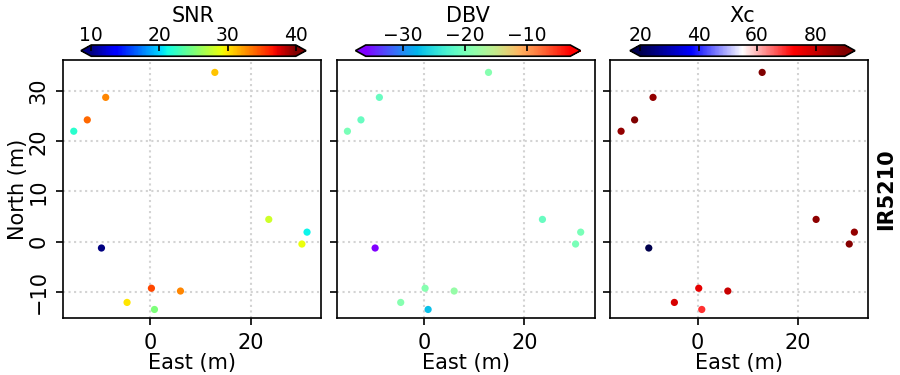 SNR DBV Xc
10 20 30 40 −30 −20 −10 20 40 60 80
North (m)
30
20
10
0
−10
IR5210
0 20 0 20 0 20
East (m) East (m) East (m)